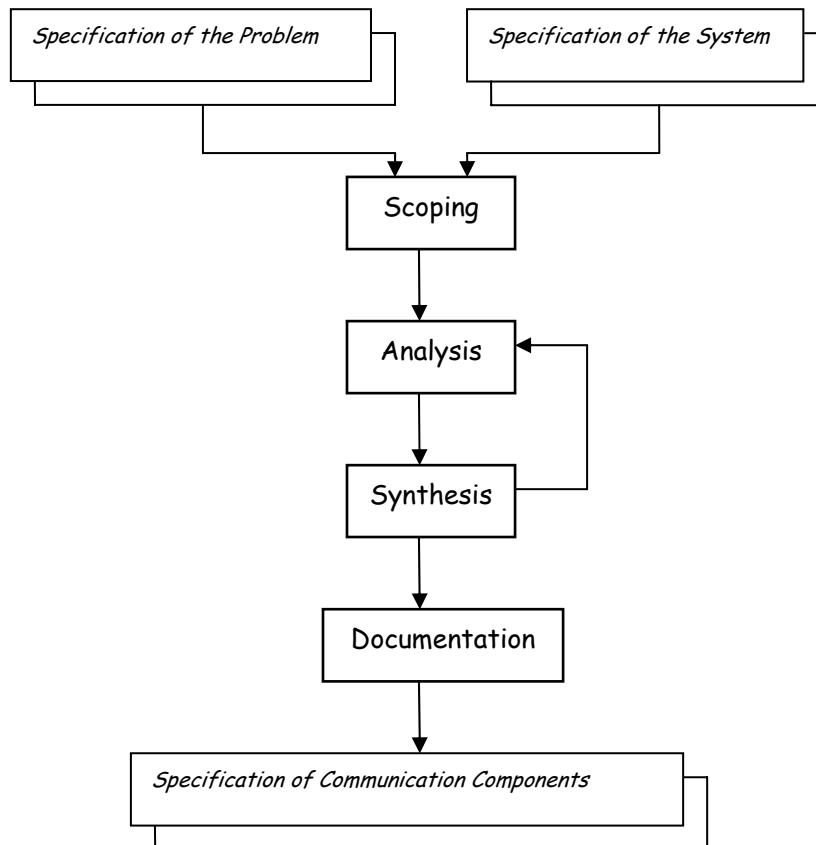 Specification of the Problem
Specification of the System
Scoping
Analysis
Synthesis
Documentation
Specification of Communication Components